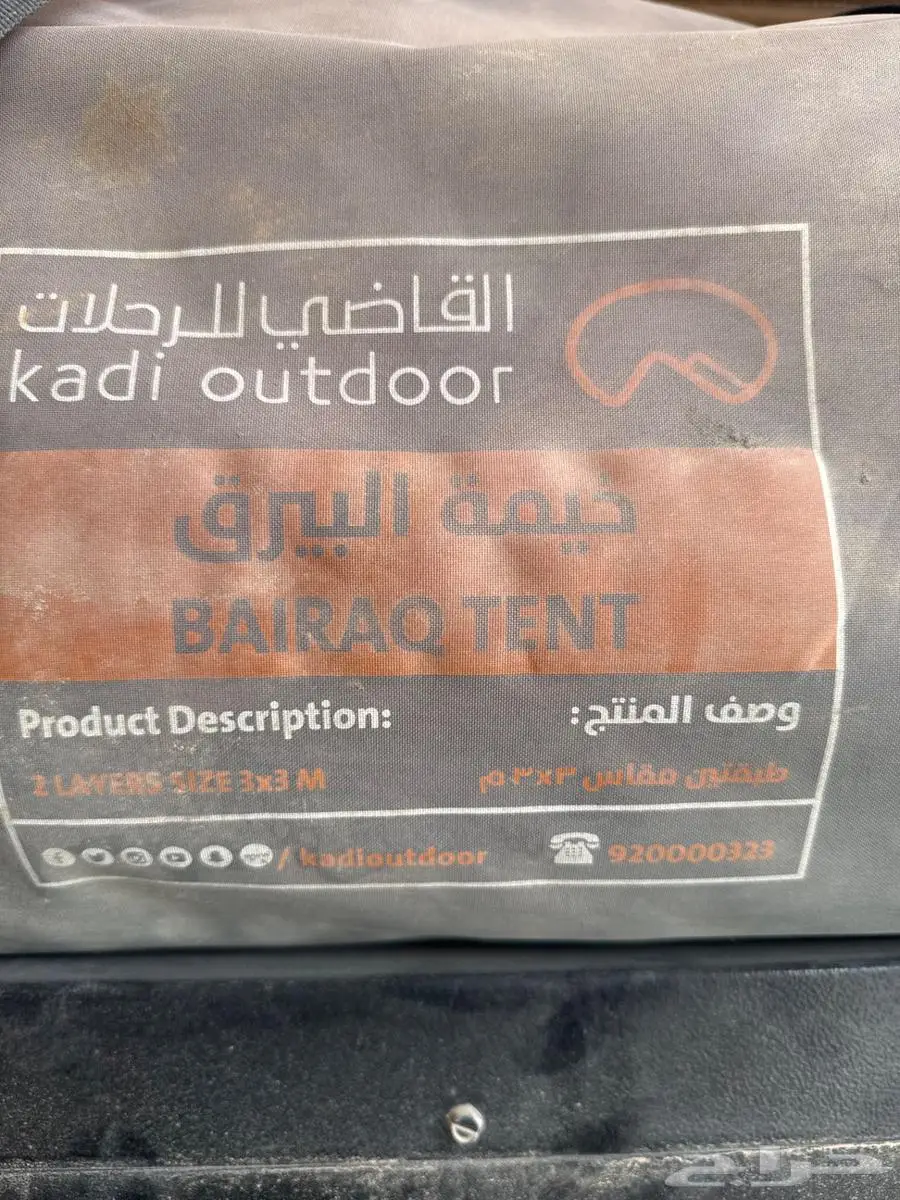 القاضي للرحلات
kadi outdoor
خيمة البيرق
BAIRAQ TENT
وصف المنتج:
Product Description:
طبقتين مقاس ٣×٣ م
2 LAYERS SIZE 3x3 M
/ kadioutdoor
920000323
حراج